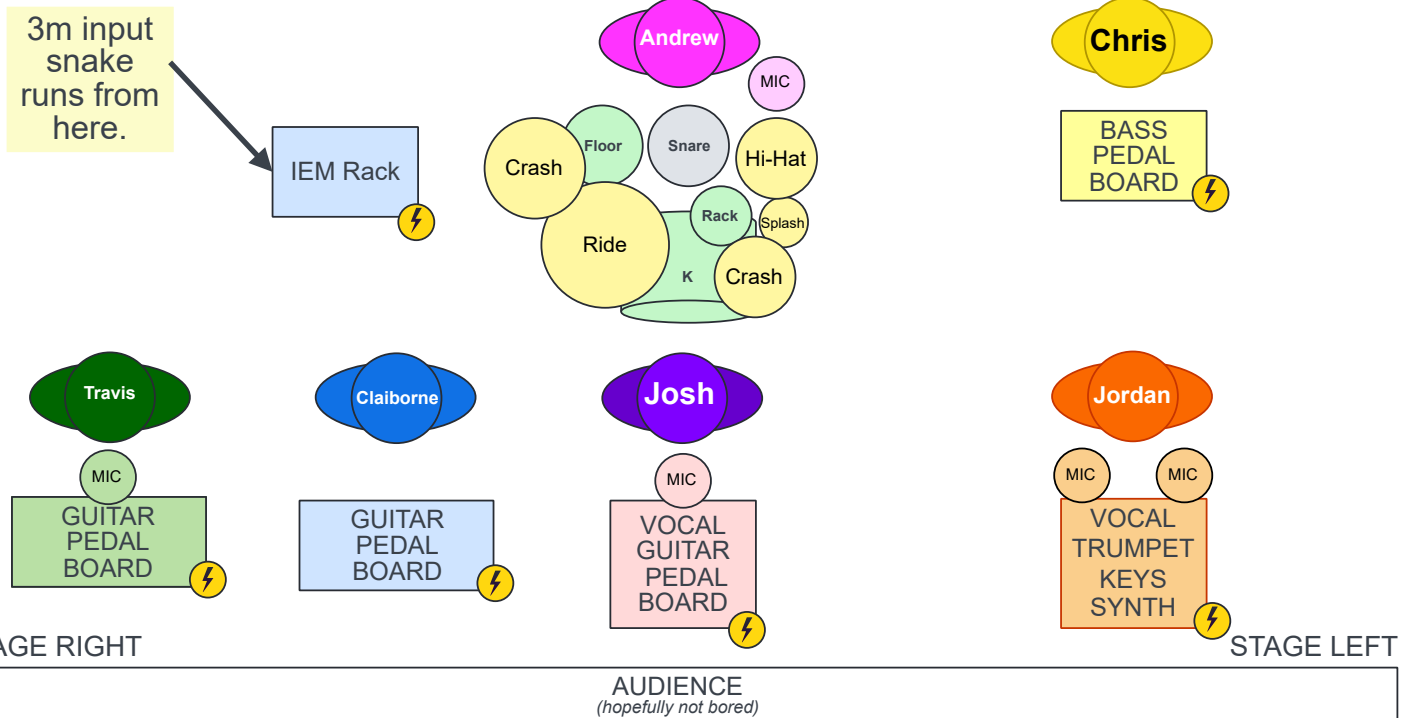 3m input
snake
runs from
here.
IEM Rack
Andrew
MIC
Crash
Floor
Snare
Hi-Hat
Ride
Rack
Splash
K
Crash
Chris
BASS
PEDAL
BOARD
Travis
MIC
GUITAR
PEDAL
BOARD
Claiborne
GUITAR
PEDAL
BOARD
Josh
MIC
VOCAL
GUITAR
PEDAL
BOARD
Jordan
MIC
MIC
VOCAL
TRUMPET
KEYS
SYNTH
AGE RIGHT
STAGE LEFT
AUDIENCE
(hopefully not bored)